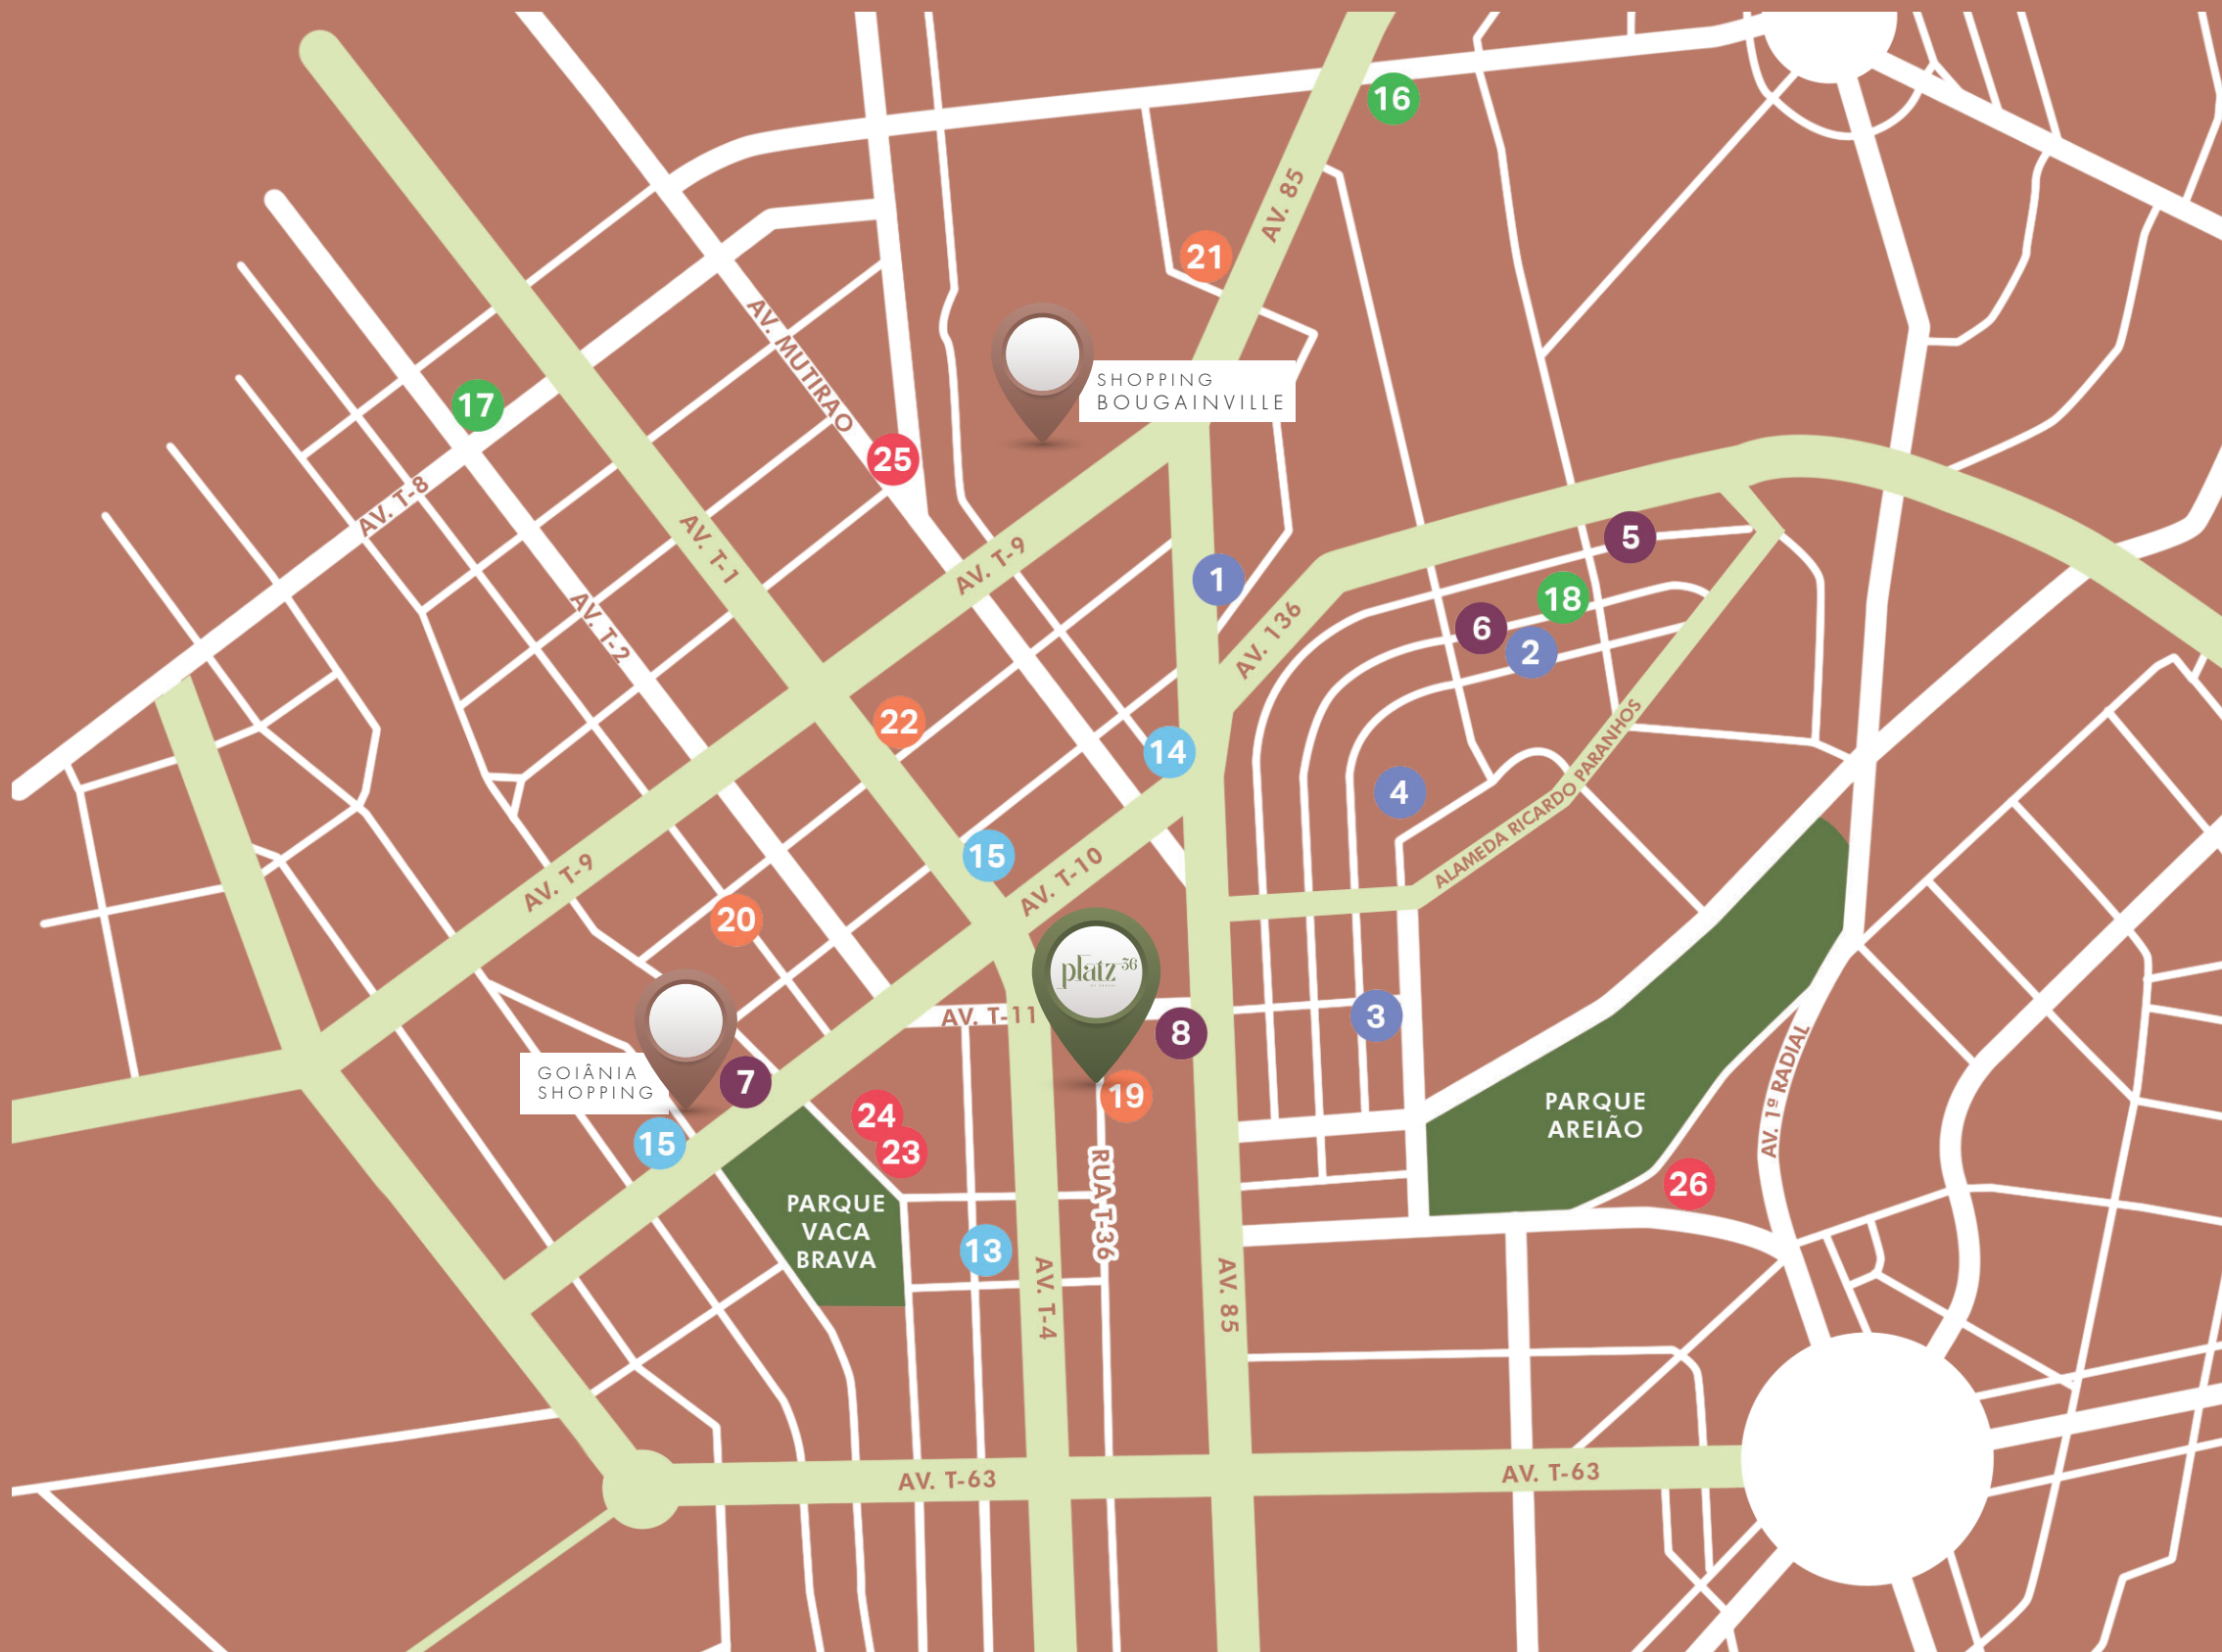 16
AV. 85
21
AV. MUTIRAO
SHOPPING
BOUGAINVILLE
17
25
AV. T-8
AV. T-1
AV. T-9
1
5
AV. T-2
AV. 136
18
6
2
22
14
4
ALAMEDA RICARDO PARANHOS
15
AV. T-9
AV. T-10
20
platz 36
AV. T-11
3
8
GOIÂNIA
SHOPPING
7
19
24
23
15
PARQUE
AREIÃO
AV. 1ª RADIAL
26
PARQUE
VACA
BRAVA
RUA T-36
13
AV. T-4
AV. 85
AV. T-63
AV. T-63